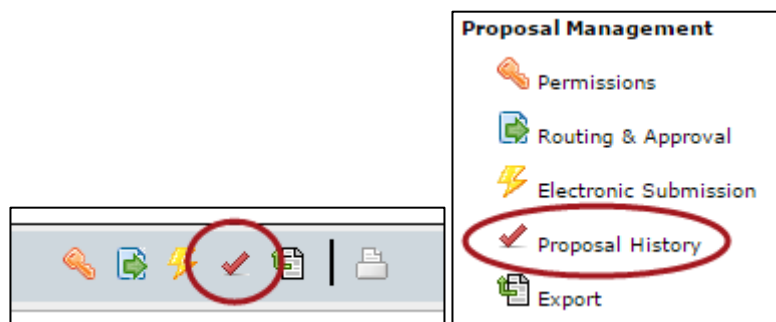 Proposal Management
Permissions
Routing & Approval
Electronic Submission
Proposal History
Export